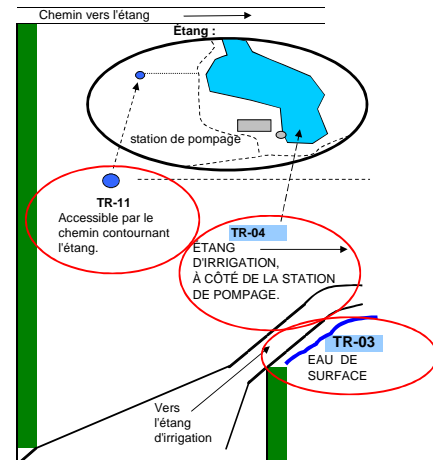 Chemin vers l'étang
Étang :
station de pompage
TR-11
Accessible par le
chemin contournant
l'étang.
TR-04
ÉTANG
D'IRRIGATION,
À CÔTÉ DE LA STATION
DE POMPAGE.
TR-03
EAU DE
SURFACE
Vers
l'étang
d'irrigation